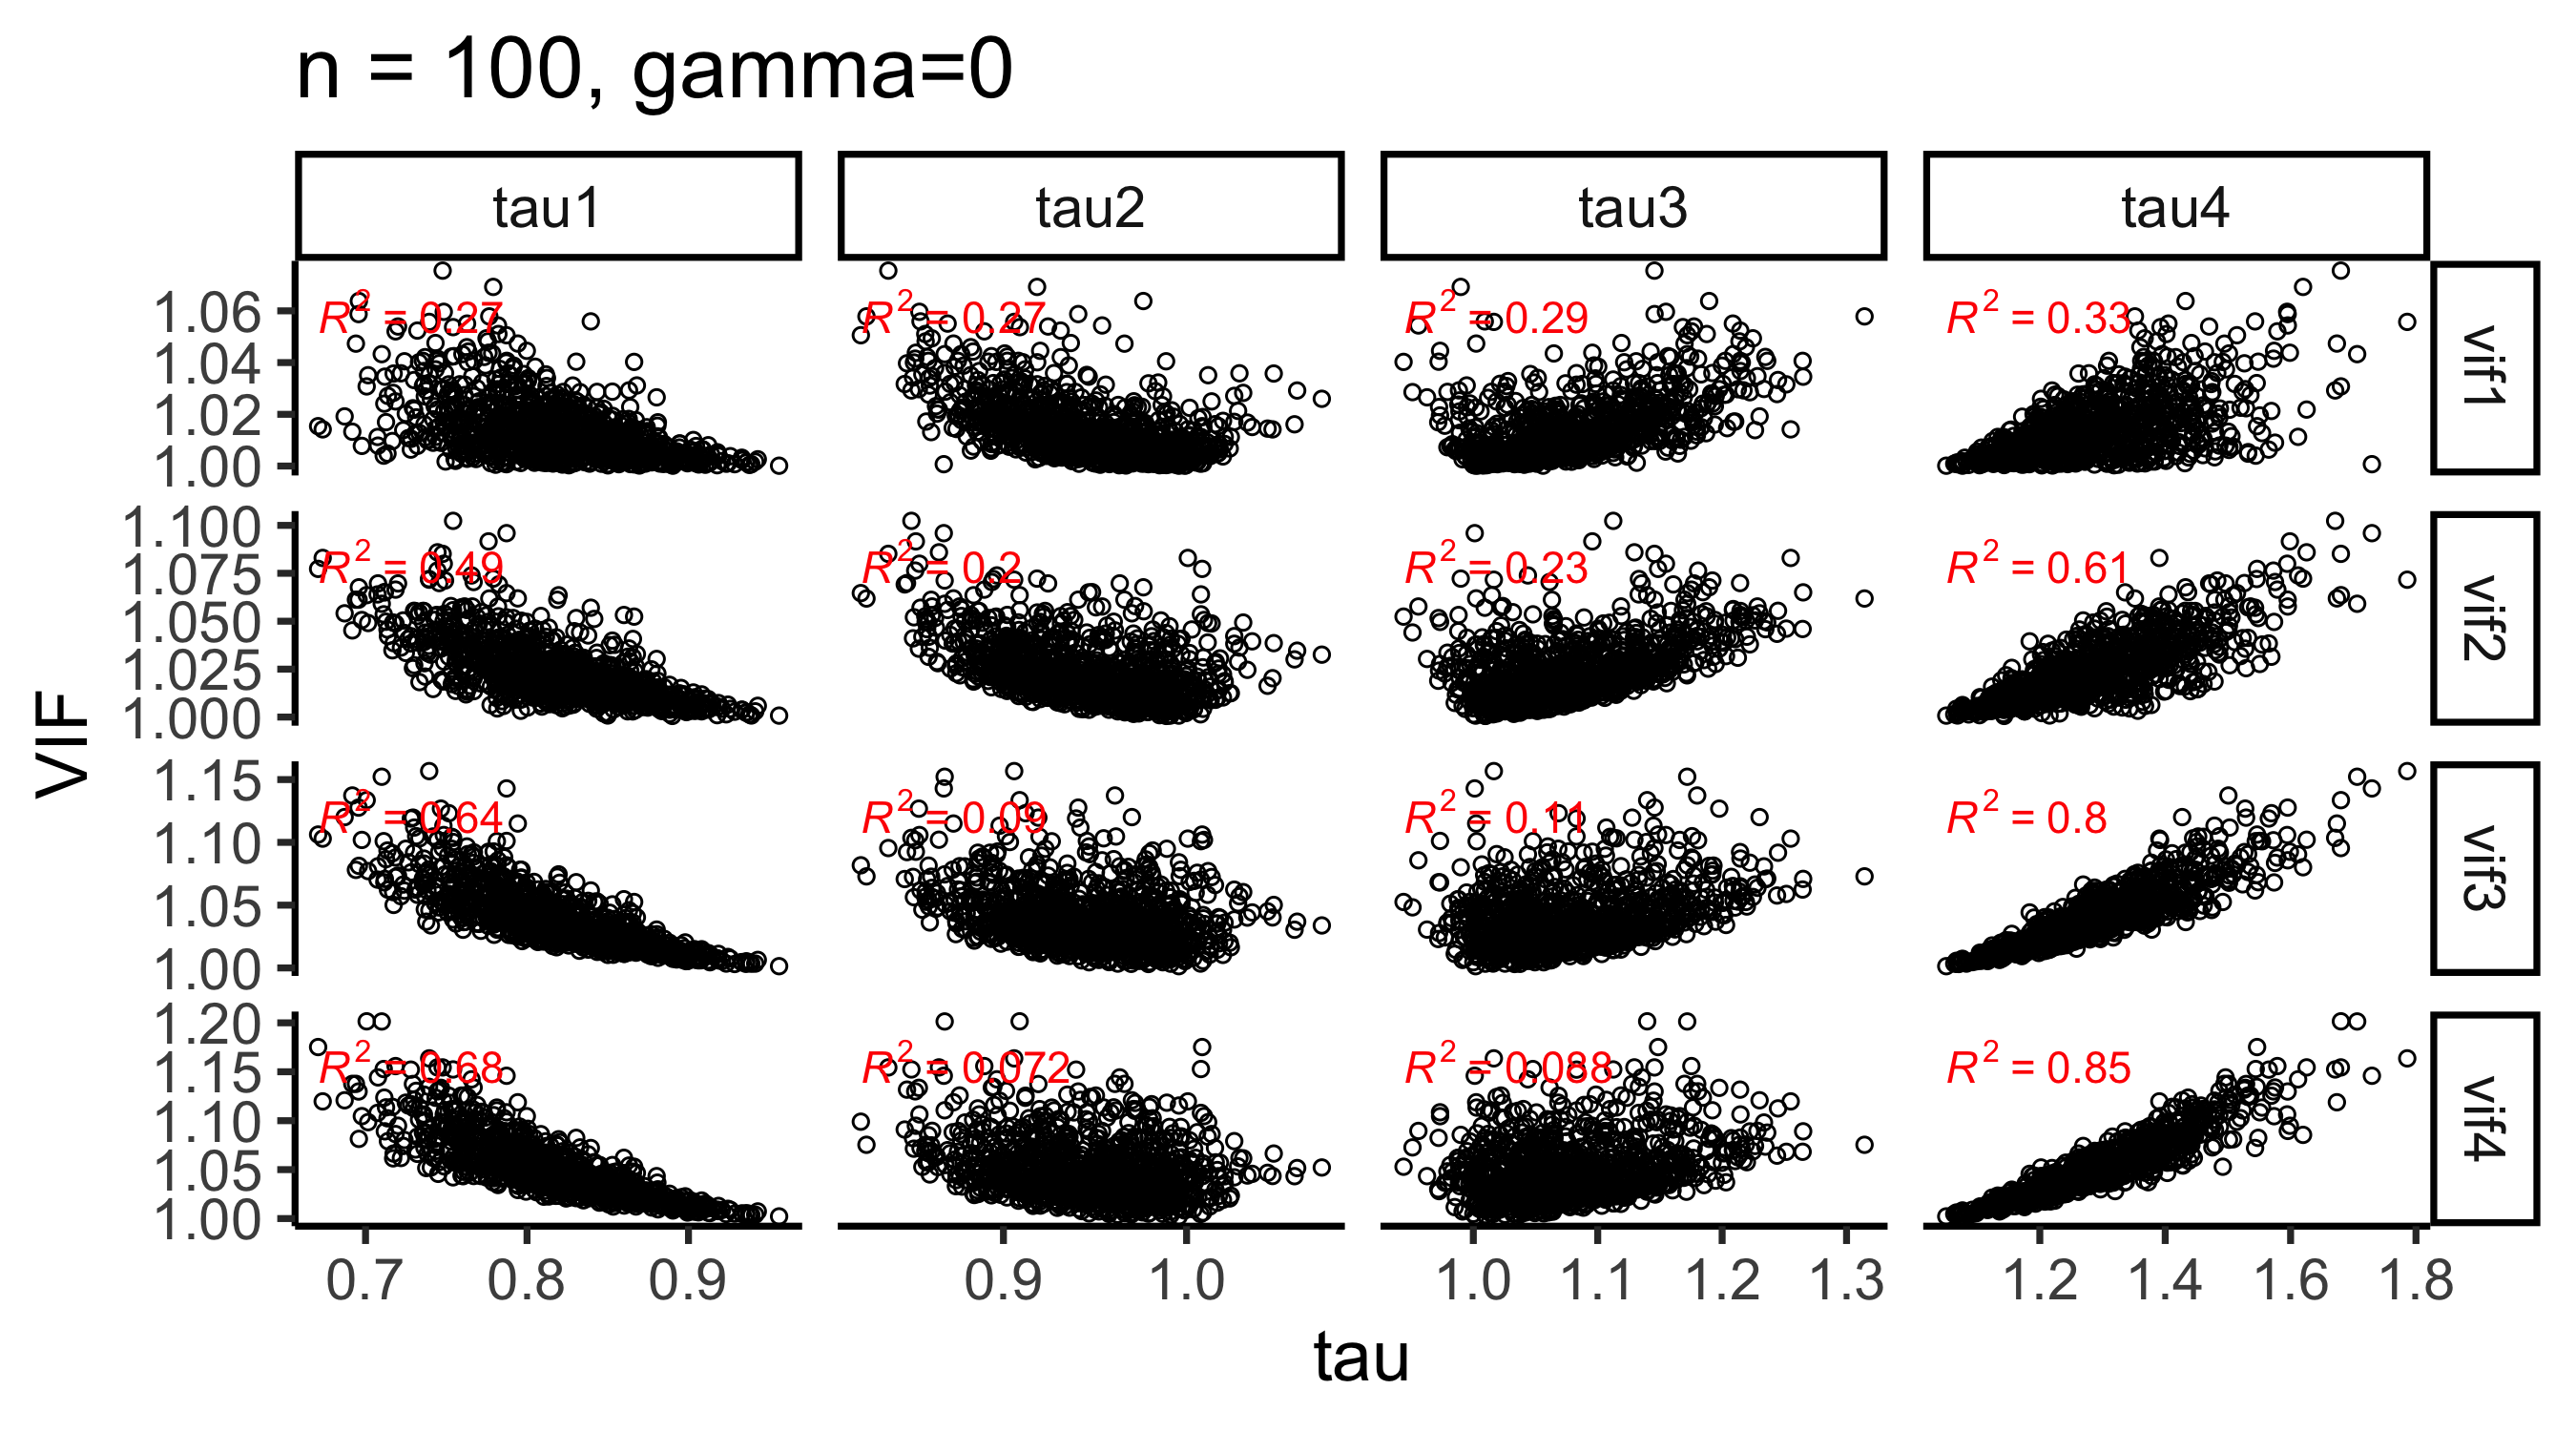 n = 100, gamma=0
tau1 tau2 tau3 tau4
1.06
1.04
1.02
1.00
R² = 0.27 R² = 0.27 R² = 0.29 R² = 0.33
vif1
1.100
1.075
1.050
1.025
1.000
R² = 0.49 R² = 0.2 R² = 0.23 R² = 0.61
vif2
1.15
1.10
1.05
1.00
R² = 0.64 R² = 0.09 R² = 0.11 R² = 0.8
vif3
1.20
1.15
1.10
1.05
1.00
R² = 0.68 R² = 0.072 R² = 0.088 R² = 0.85
vif4
VIF
0.7 0.8 0.9 0.9 1.0 1.0 1.1 1.2 1.3 1.2 1.4 1.6 1.8
tau